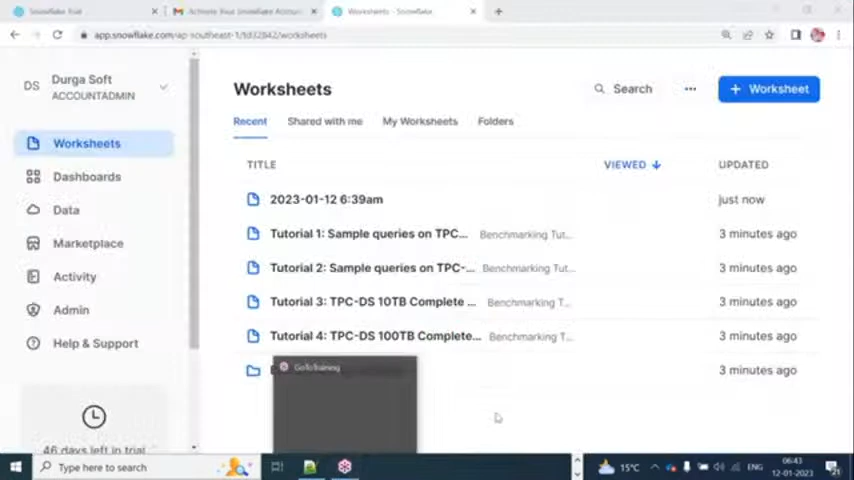 Snowflake Trial
Activate Your Snowflake Accoun
Worksheets - Snowflake
app.snowflake.com/ap-southeast-1/
/worksheets
DS
Durga Soft
ACCOUNTADMIN
Worksheets
Dashboards
Data
Marketplace
Activity
Admin
Help & Support
46 days left in trial
Worksheets
Search
+ Worksheet
Recent
Shared with me
My Worksheets
Folders
TITLE
VIEWED
UPDATED
2023-01-12 6:39am
just now
Tutorial 1: Sample queries on TPC...
Benchmarking Tut...
3 minutes ago
Tutorial 2: Sample queries on TPC-...
Benchmarking Tut...
3 minutes ago
Tutorial 3: TPC-DS 10TB Complete ...
Benchmarking T...
3 minutes ago
Tutorial 4: TPC-DS 100TB Complete...
Benchmarking T...
3 minutes ago
3 minutes ago
GoToTraining
Type here to search
15°C
ENG
06:43
12-01-2023
21